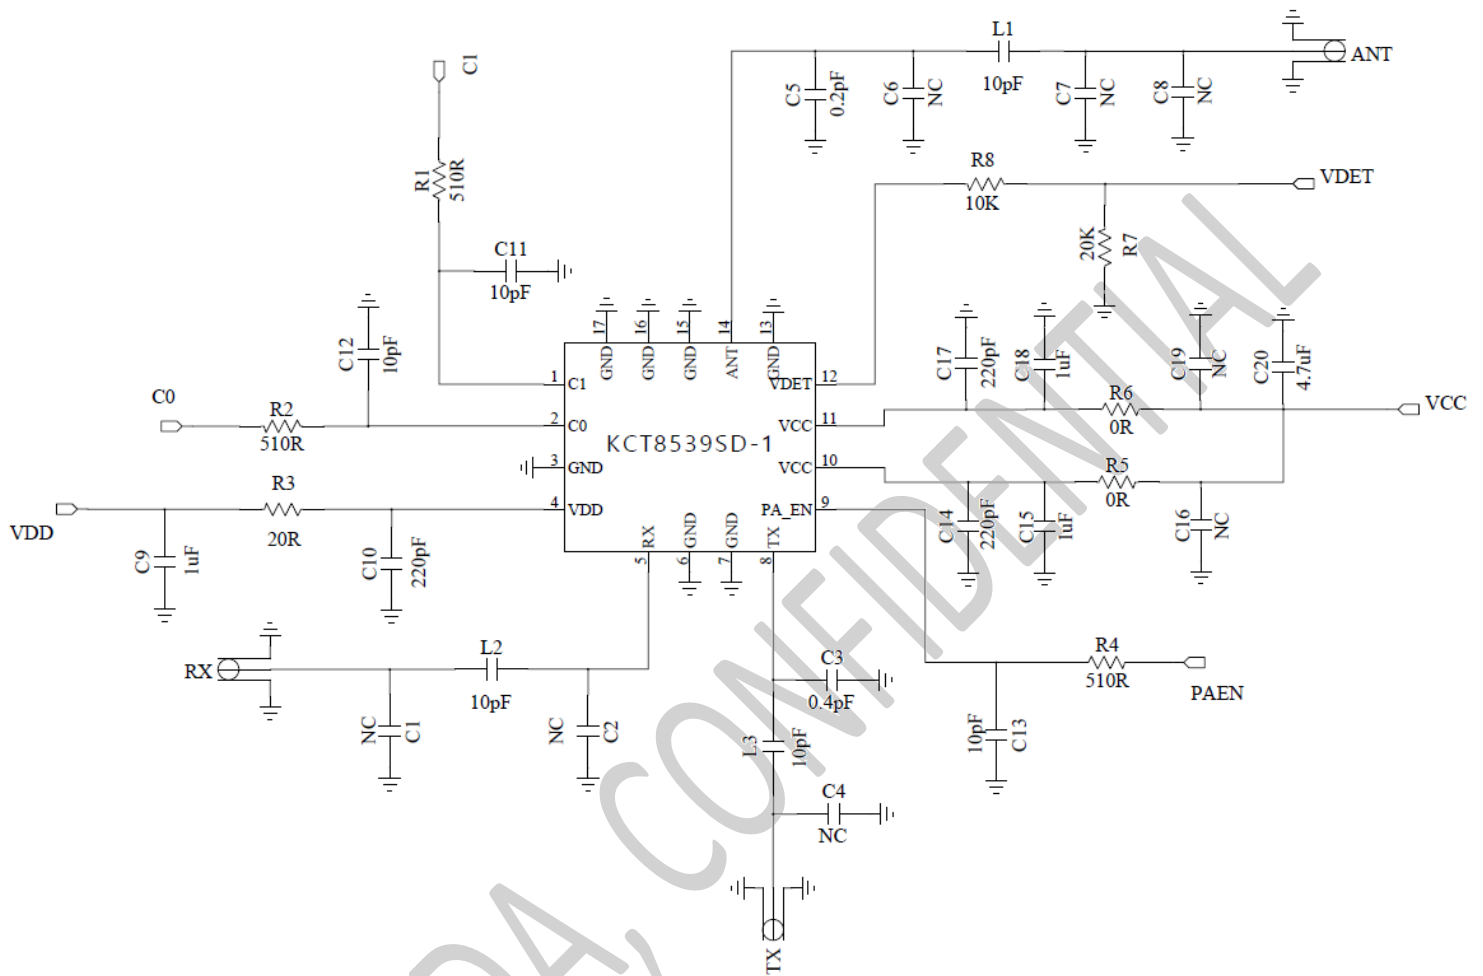 L1
ANT
10pF
C5
0.2pF
C6
NC
C7
NC
C8
NC
C1
R1
510R
R8
10K
VDET
20K
R7
C11
10pF
C12
10pF
17
16
15
14
13
GND
GND
GND
ANT
GND
C17
220pF
C18
1uF
C19
NC
C20
4.7uF
1
C1
VDET
12
C0
R2
510R
2
C0
VCC
11
R6
0R
VCC
KCT8539SD-1
3
GND
VCC
10
R5
0R
R3
20R
VDD
4
VDD
PA_EN
9
C9
1uF
C10
220pF
RX
GND
GND
TX
5
6
7
8
C14
220pF
C15
1uF
C16
NC
RX
L2
10pF
NC
C1
NC
C2
C3
0.4pF
L3
10pF
C4
NC
TX
R4
510R
PAEN
10pF
C13
DA, CONFIDENTIAL